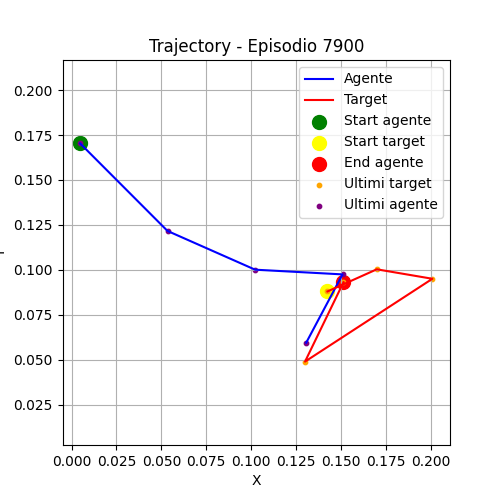 Trajectory - Episodio 7900
Agente
Target
Start agente
Start target
End agente
Ultimi target
Ultimi agente
0.200
0.175
0.150
0.125
0.100
0.075
0.050
0.025
0.000 0.025 0.050 0.075 0.100 0.125 0.150 0.175 0.200
X